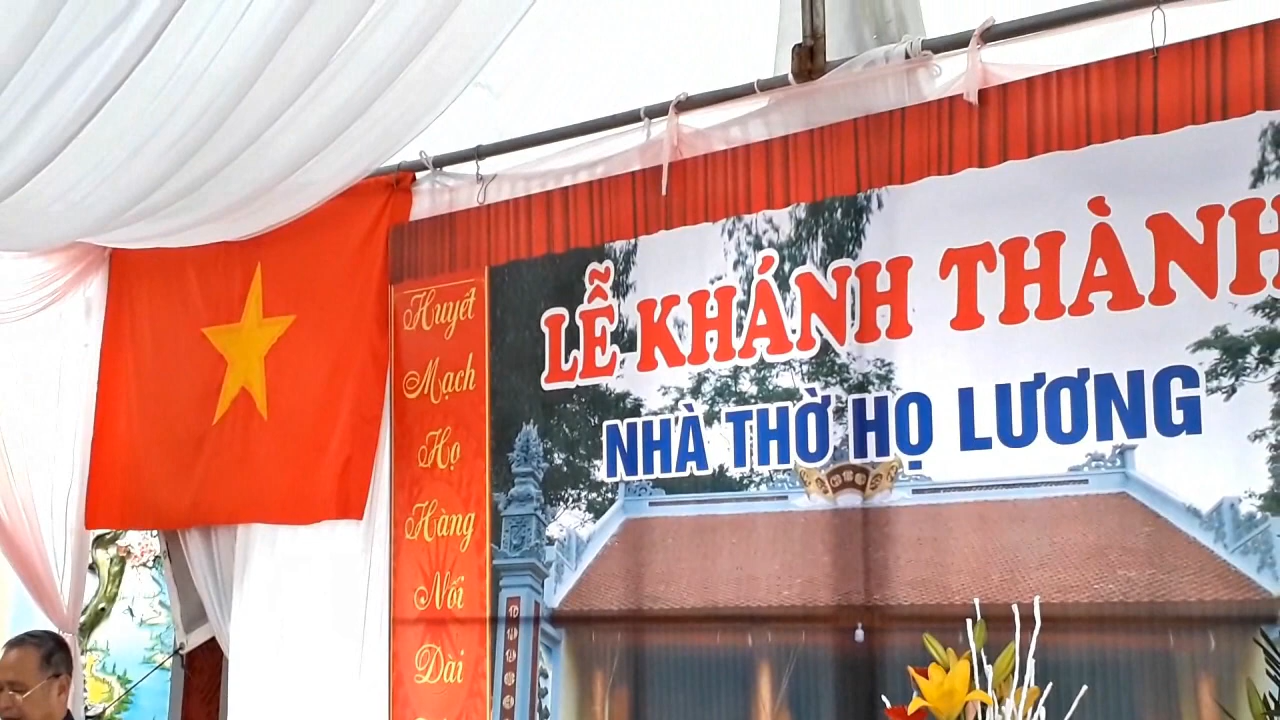 LỄ KHÁNH THÀNH
NHÀ THỜ HỌ LƯƠNG
Huyết
Mạch
Họ
Hàng
Nối
Dài